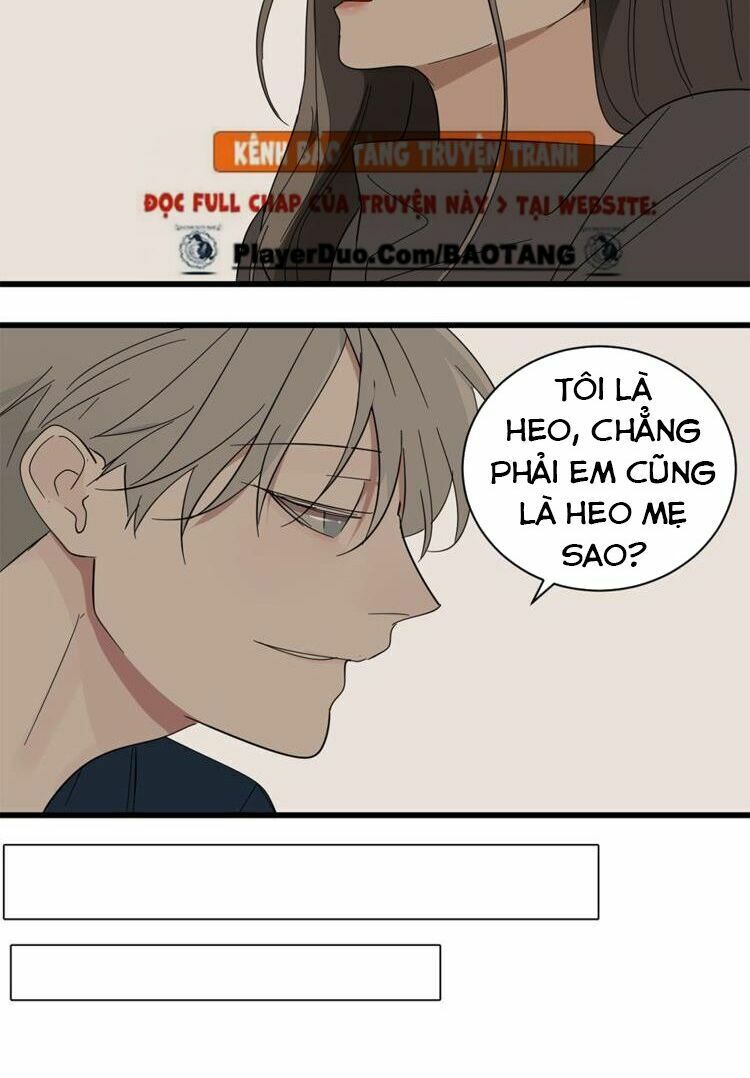 KÊNH BẢO TÀNG TRUYỆN TRANH
ĐỌC FULL CHAP CỦA TRUYỆN NÀY > TẠI WEBSITE:
PlayerDuo.Com/BAOTANG
TÔI LÀ
HEO, CHẲNG
PHẢI EM CŨNG
LÀ HEO MẸ
SAO?